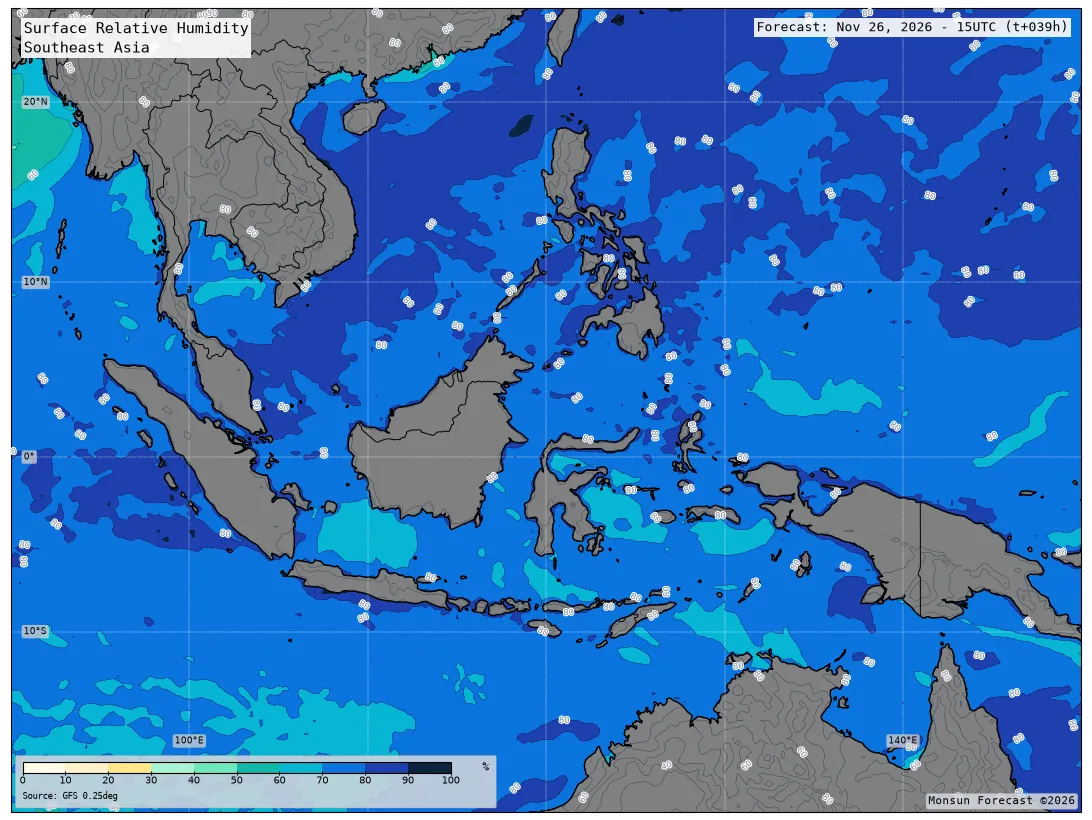 Surface Relative Humidity
Southeast Asia
Forecast: Nov 26, 2026 - 15UTC (t+039h)
20°N
10°N
0°
10°S
100°E
140°E
%
0 10 20 30 40 50 60 70 80 90 100
Source: GFS 0.25deg
Monsun Forecast ©2026